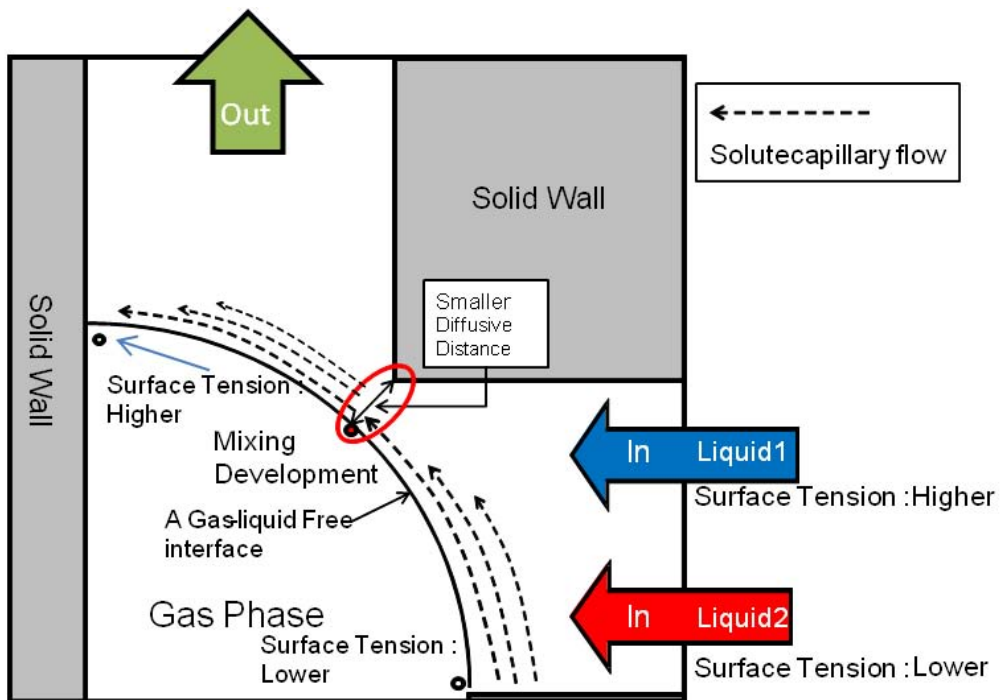 Out
Solutecapillary flow
Solid Wall
Solid Wall
Smaller
Diffusive
Distance
Surface Tension :
Higher
Mixing
Development
In Liquid1
Surface Tension :Higher
A Gas-liquid Free
interface
Gas Phase
In Liquid2
Surface Tension :
Lower
Surface Tension :Lower